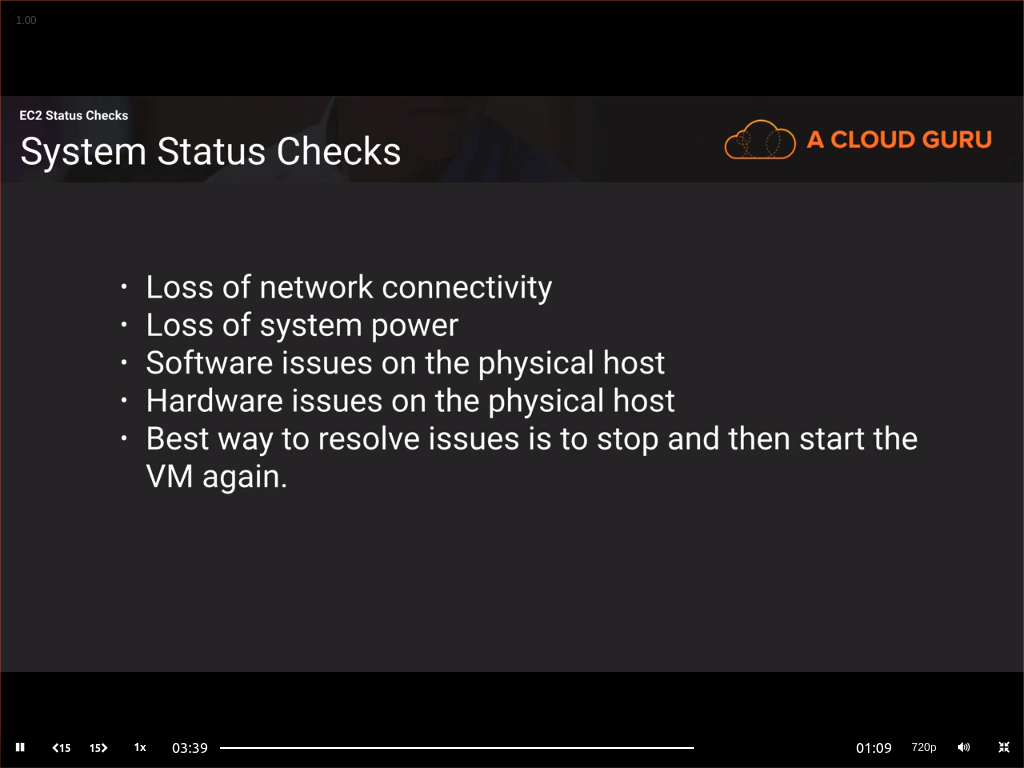 1.00
EC2 Status Checks
System Status Checks
A CLOUD GURU
• Loss of network connectivity
• Loss of system power
• Software issues on the physical host
• Hardware issues on the physical host
• Best way to resolve issues is to stop and then start the
VM again.
15 15 1x 03:39 01:09 720p